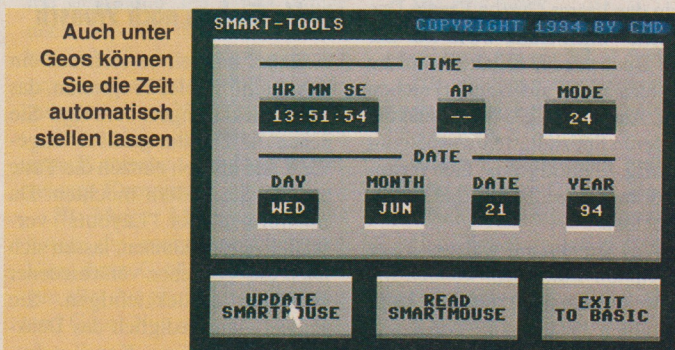 Auch unter
Geos können
Sie die Zeit
automatisch
stellen lassen
SMART-TOOLS COPYRIGHT 1994 BY CMD
TIME
HR MN SE AP MODE
13:51:54 -- 24
DATE
DAY MONTH DATE YEAR
WED JUN 21 94
UPDATE READ EXIT
SMARTMOUSE SMARTMOUSE TO BASIC